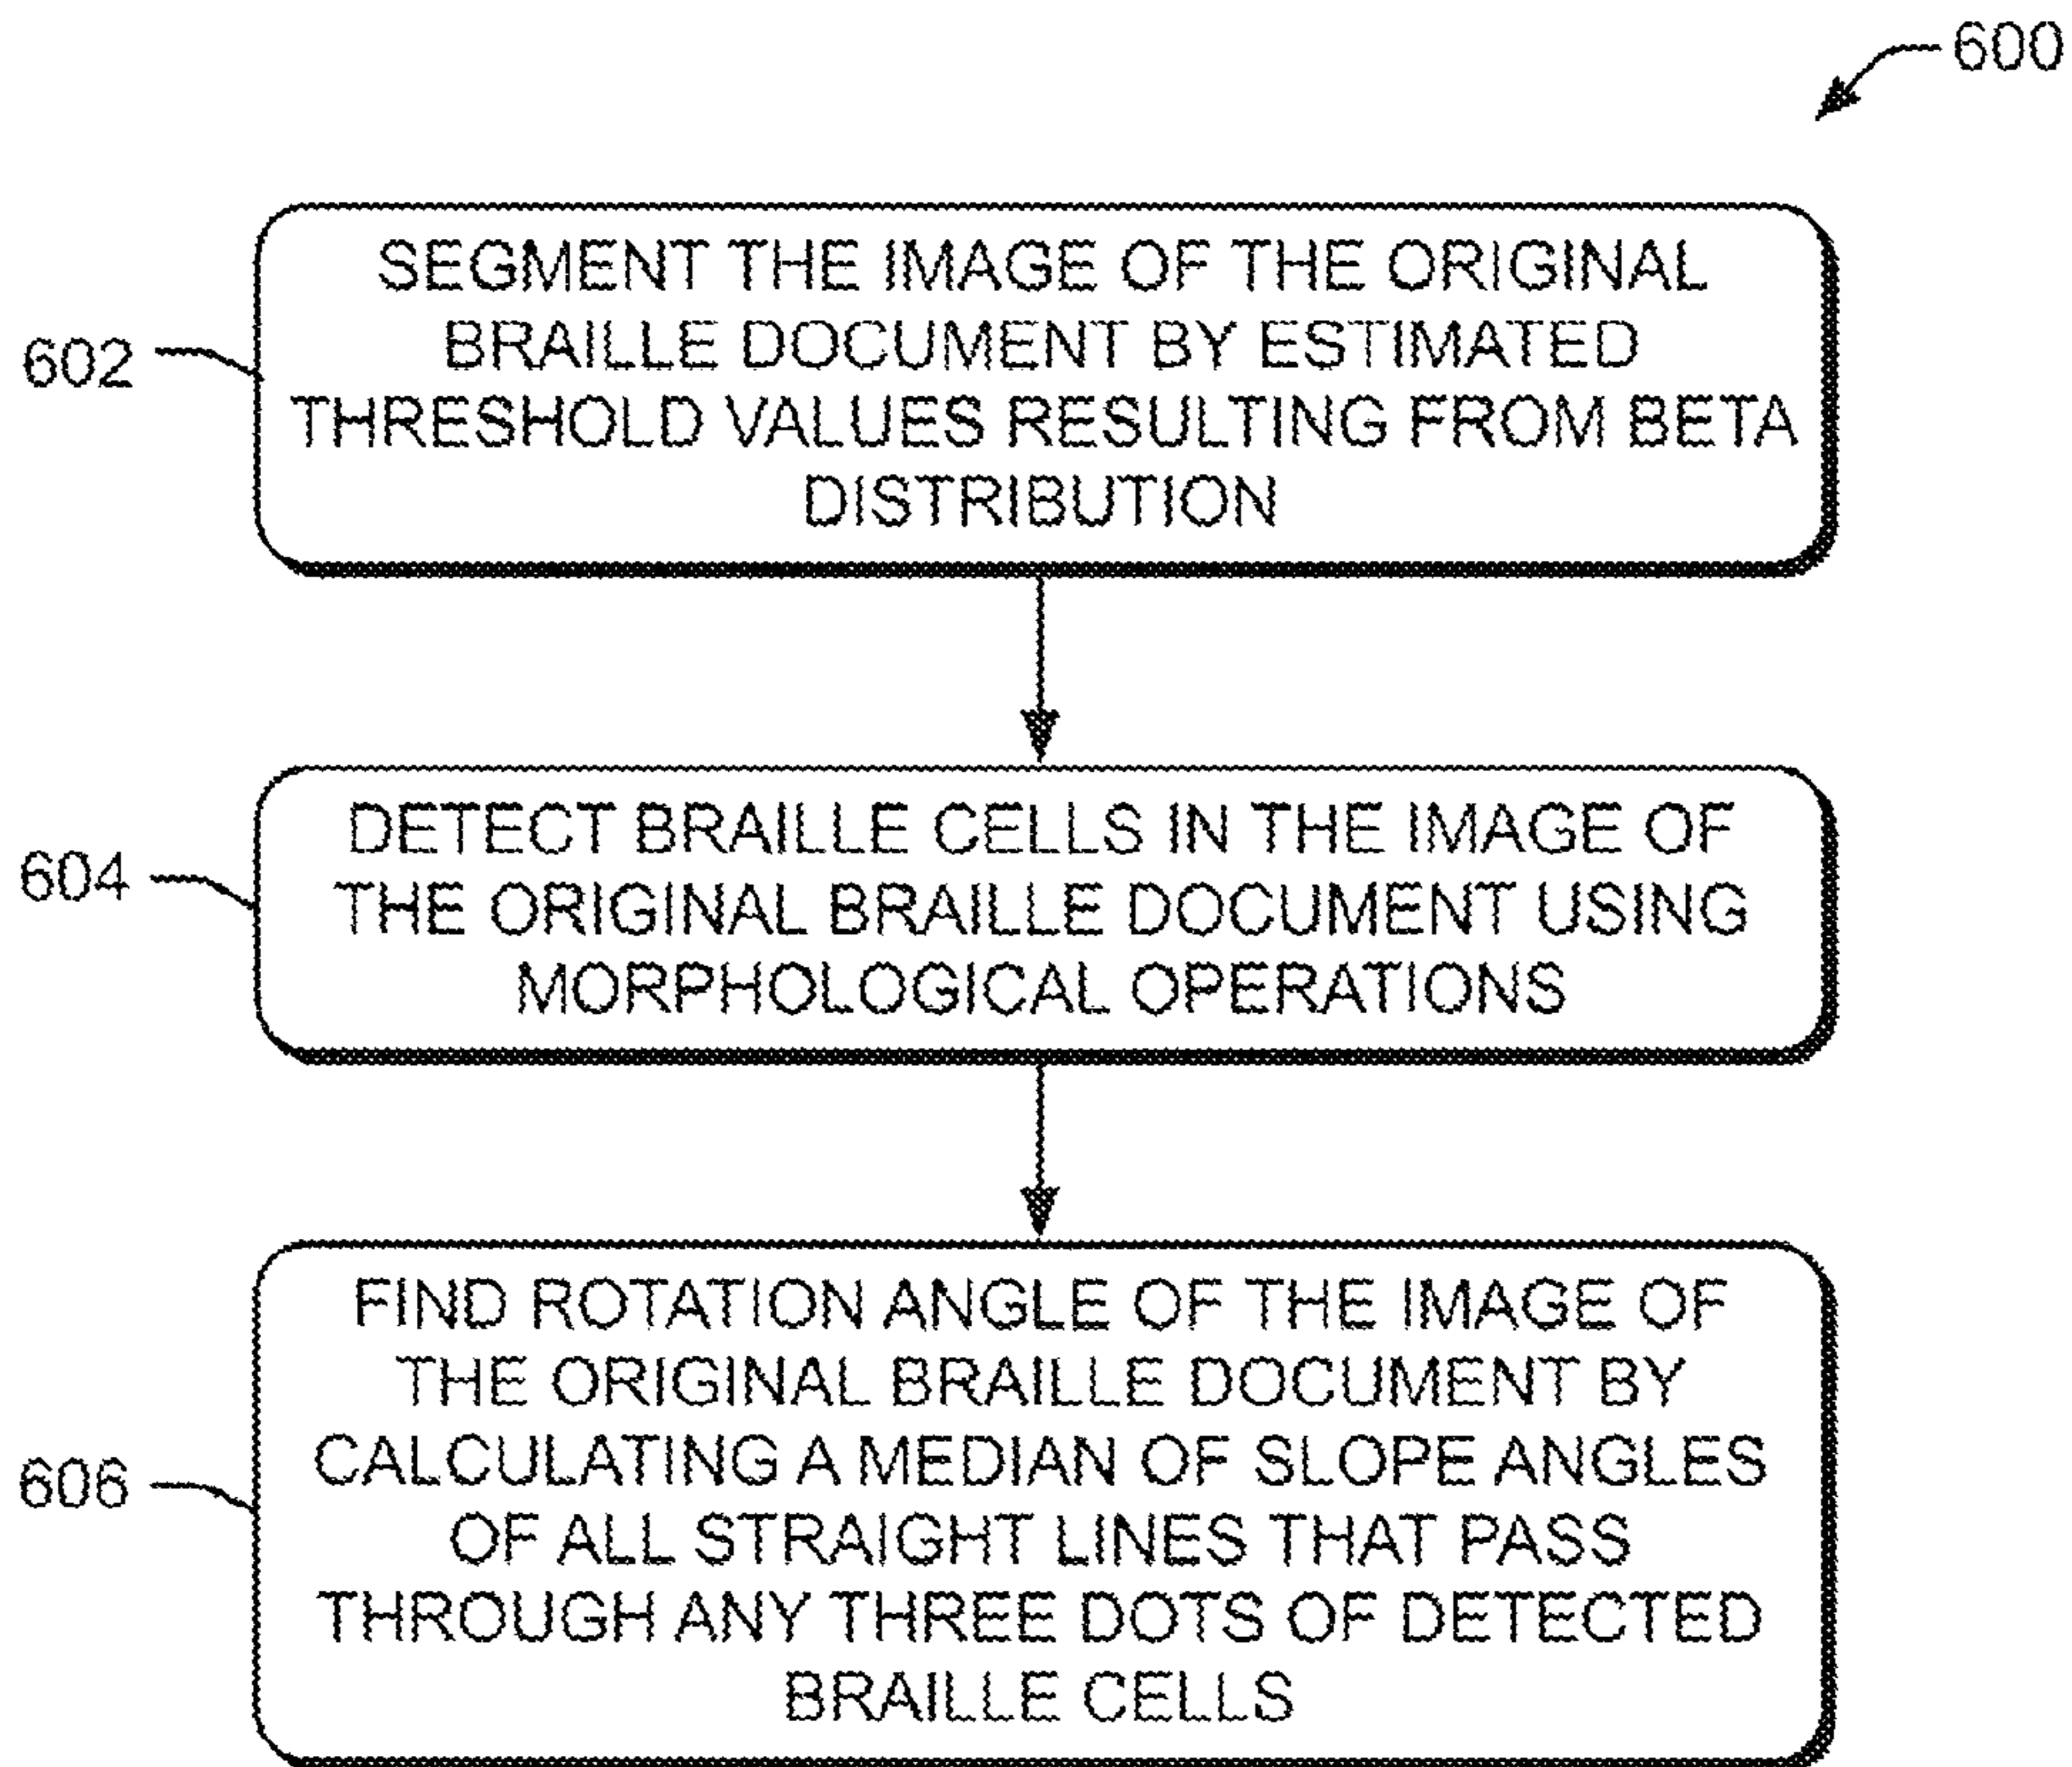 600
602
SEGMENT THE IMAGE OF THE ORIGINAL
BRAILLE DOCUMENT BY ESTIMATED
THRESHOLD VALUES RESULTING FROM BETA
DISTRIBUTION
604
DETECT BRAILLE CELLS IN THE IMAGE OF
THE ORIGINAL BRAILLE DOCUMENT USING
MORPHOLOGICAL OPERATIONS
606
FIND ROTATION ANGLE OF THE IMAGE OF
THE ORIGINAL BRAILLE DOCUMENT BY
CALCULATING A MEDIAN OF SLOPE ANGLES
OF ALL STRAIGHT LINES THAT PASS
THROUGH ANY THREE DOTS OF DETECTED
BRAILLE CELLS